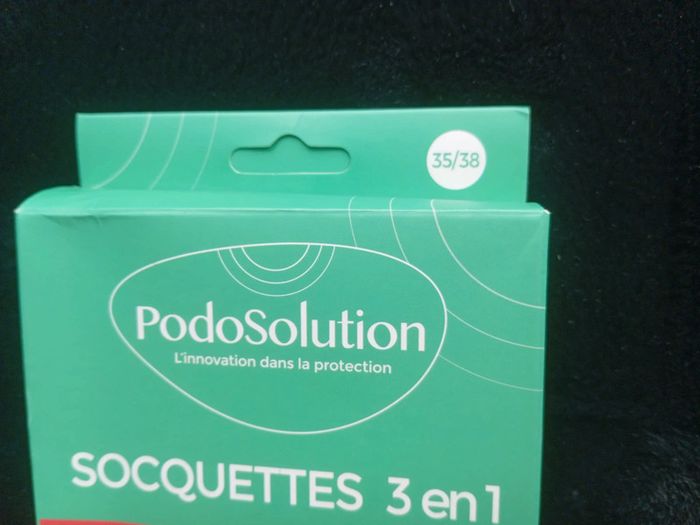 35/38
PodoSolution
L'innovation dans la protection
SOCQUETTES 3 en 1